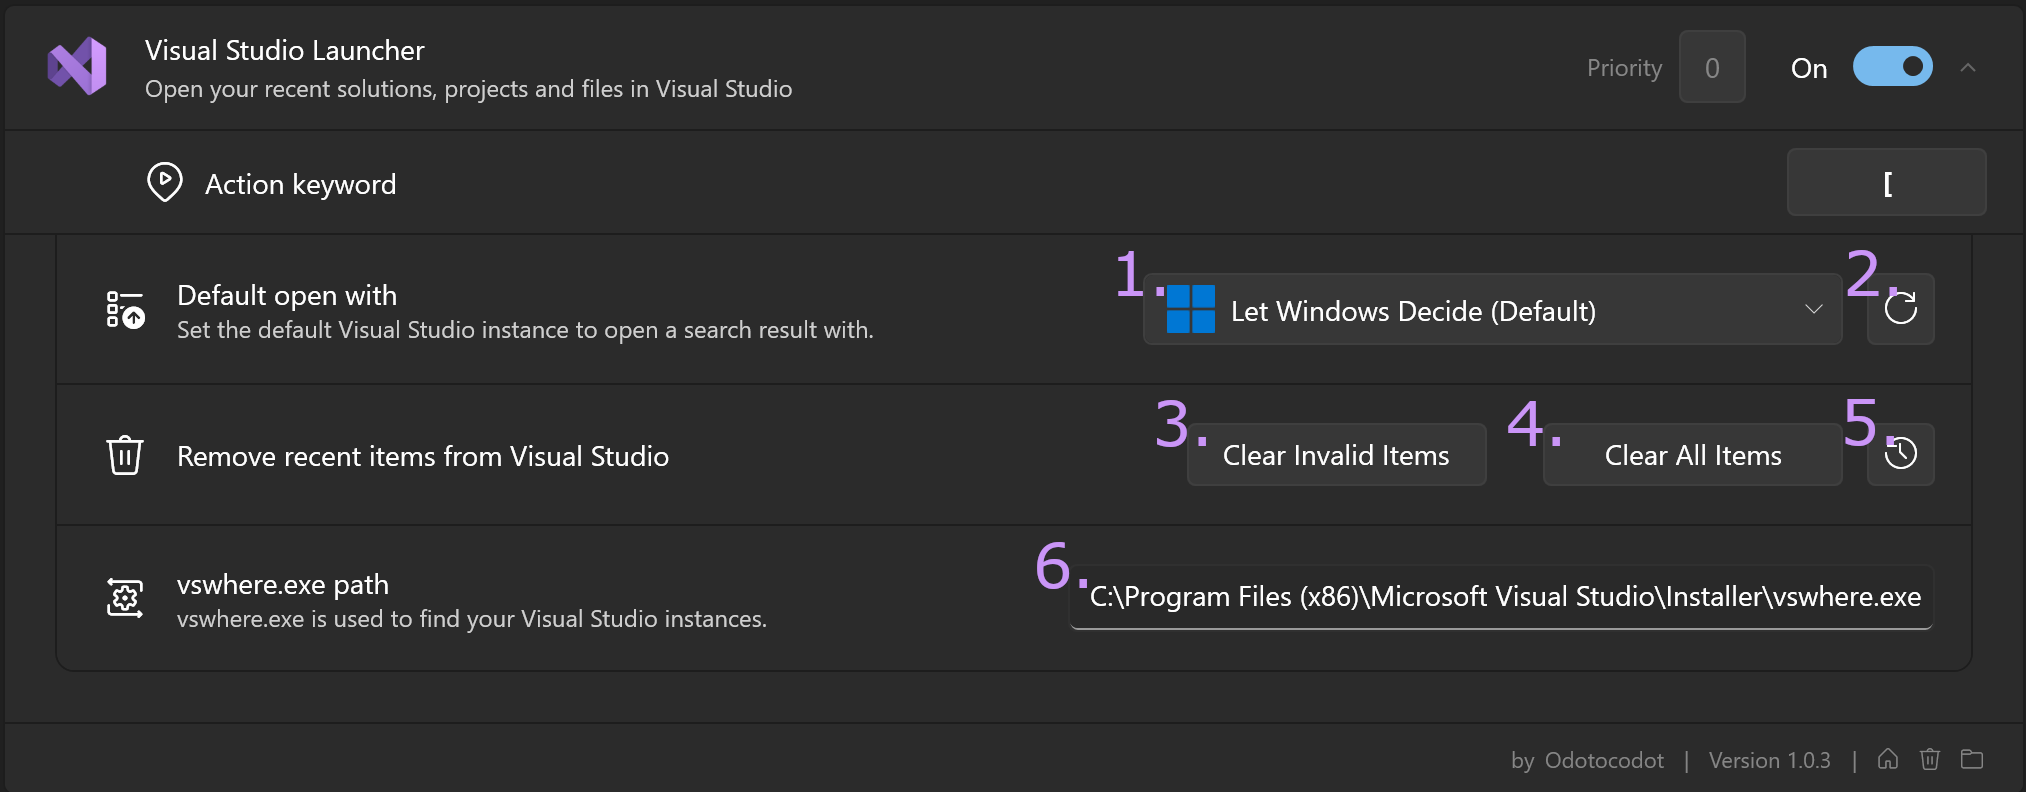 Visual Studio Launcher
Open your recent solutions, projects and files in Visual Studio
Priority 0 On
Action keyword [
1. 2.
Default open with
Set the default Visual Studio instance to open a search result with.
Let Windows Decide (Default)
3. 4. 5.
Remove recent items from Visual Studio Clear Invalid Items Clear All Items
6.
vswhere.exe path
vswhere.exe is used to find your Visual Studio instances.
C:\Program Files (x86)\Microsoft Visual Studio\Installer\vswhere.exe
by Odotocodot | Version 1.0.3 |